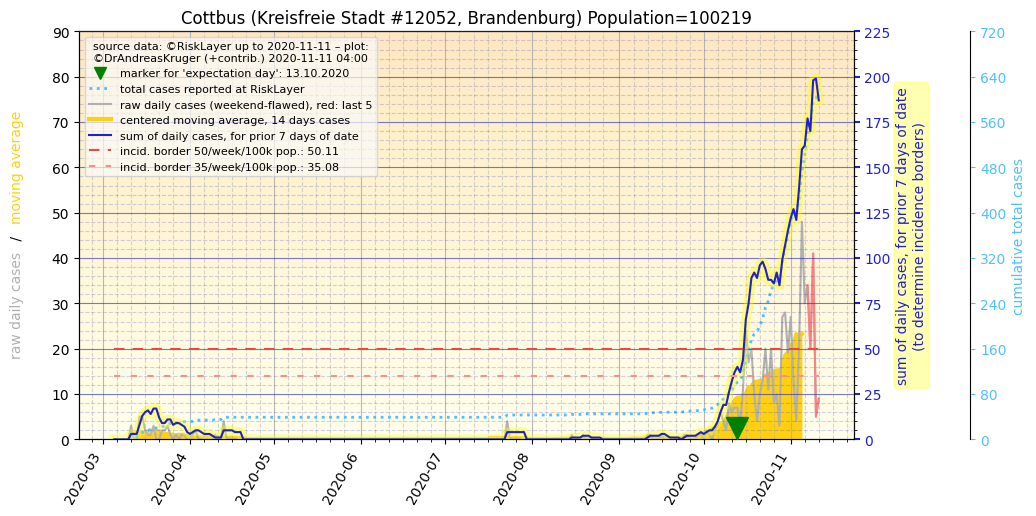 Cottbus (Kreisfreie Stadt #12052, Brandenburg) Population=100219
source data: ©RiskLayer up to 2020-11-11 – plot:
©DrAndreasKruger (+contrib.) 2020-11-11 04:00
marker for 'expectation day': 13.10.2020
total cases reported at RiskLayer
raw daily cases (weekend-flawed), red: last 5
centered moving average, 14 days cases
sum of daily cases, for prior 7 days of date
incid. border 50/week/100k pop.: 50.11
incid. border 35/week/100k pop.: 35.08
raw daily cases / moving average
90
80
70
60
50
40
30
20
10
0
225
200
175
150
125
100
75
50
25
0
sum of daily cases, for prior 7 days of date
(to determine incidence borders)
720
640
560
480
400
320
240
160
80
0
cumulative total cases
2020-03
2020-04
2020-05
2020-06
2020-07
2020-08
2020-09
2020-10
2020-11